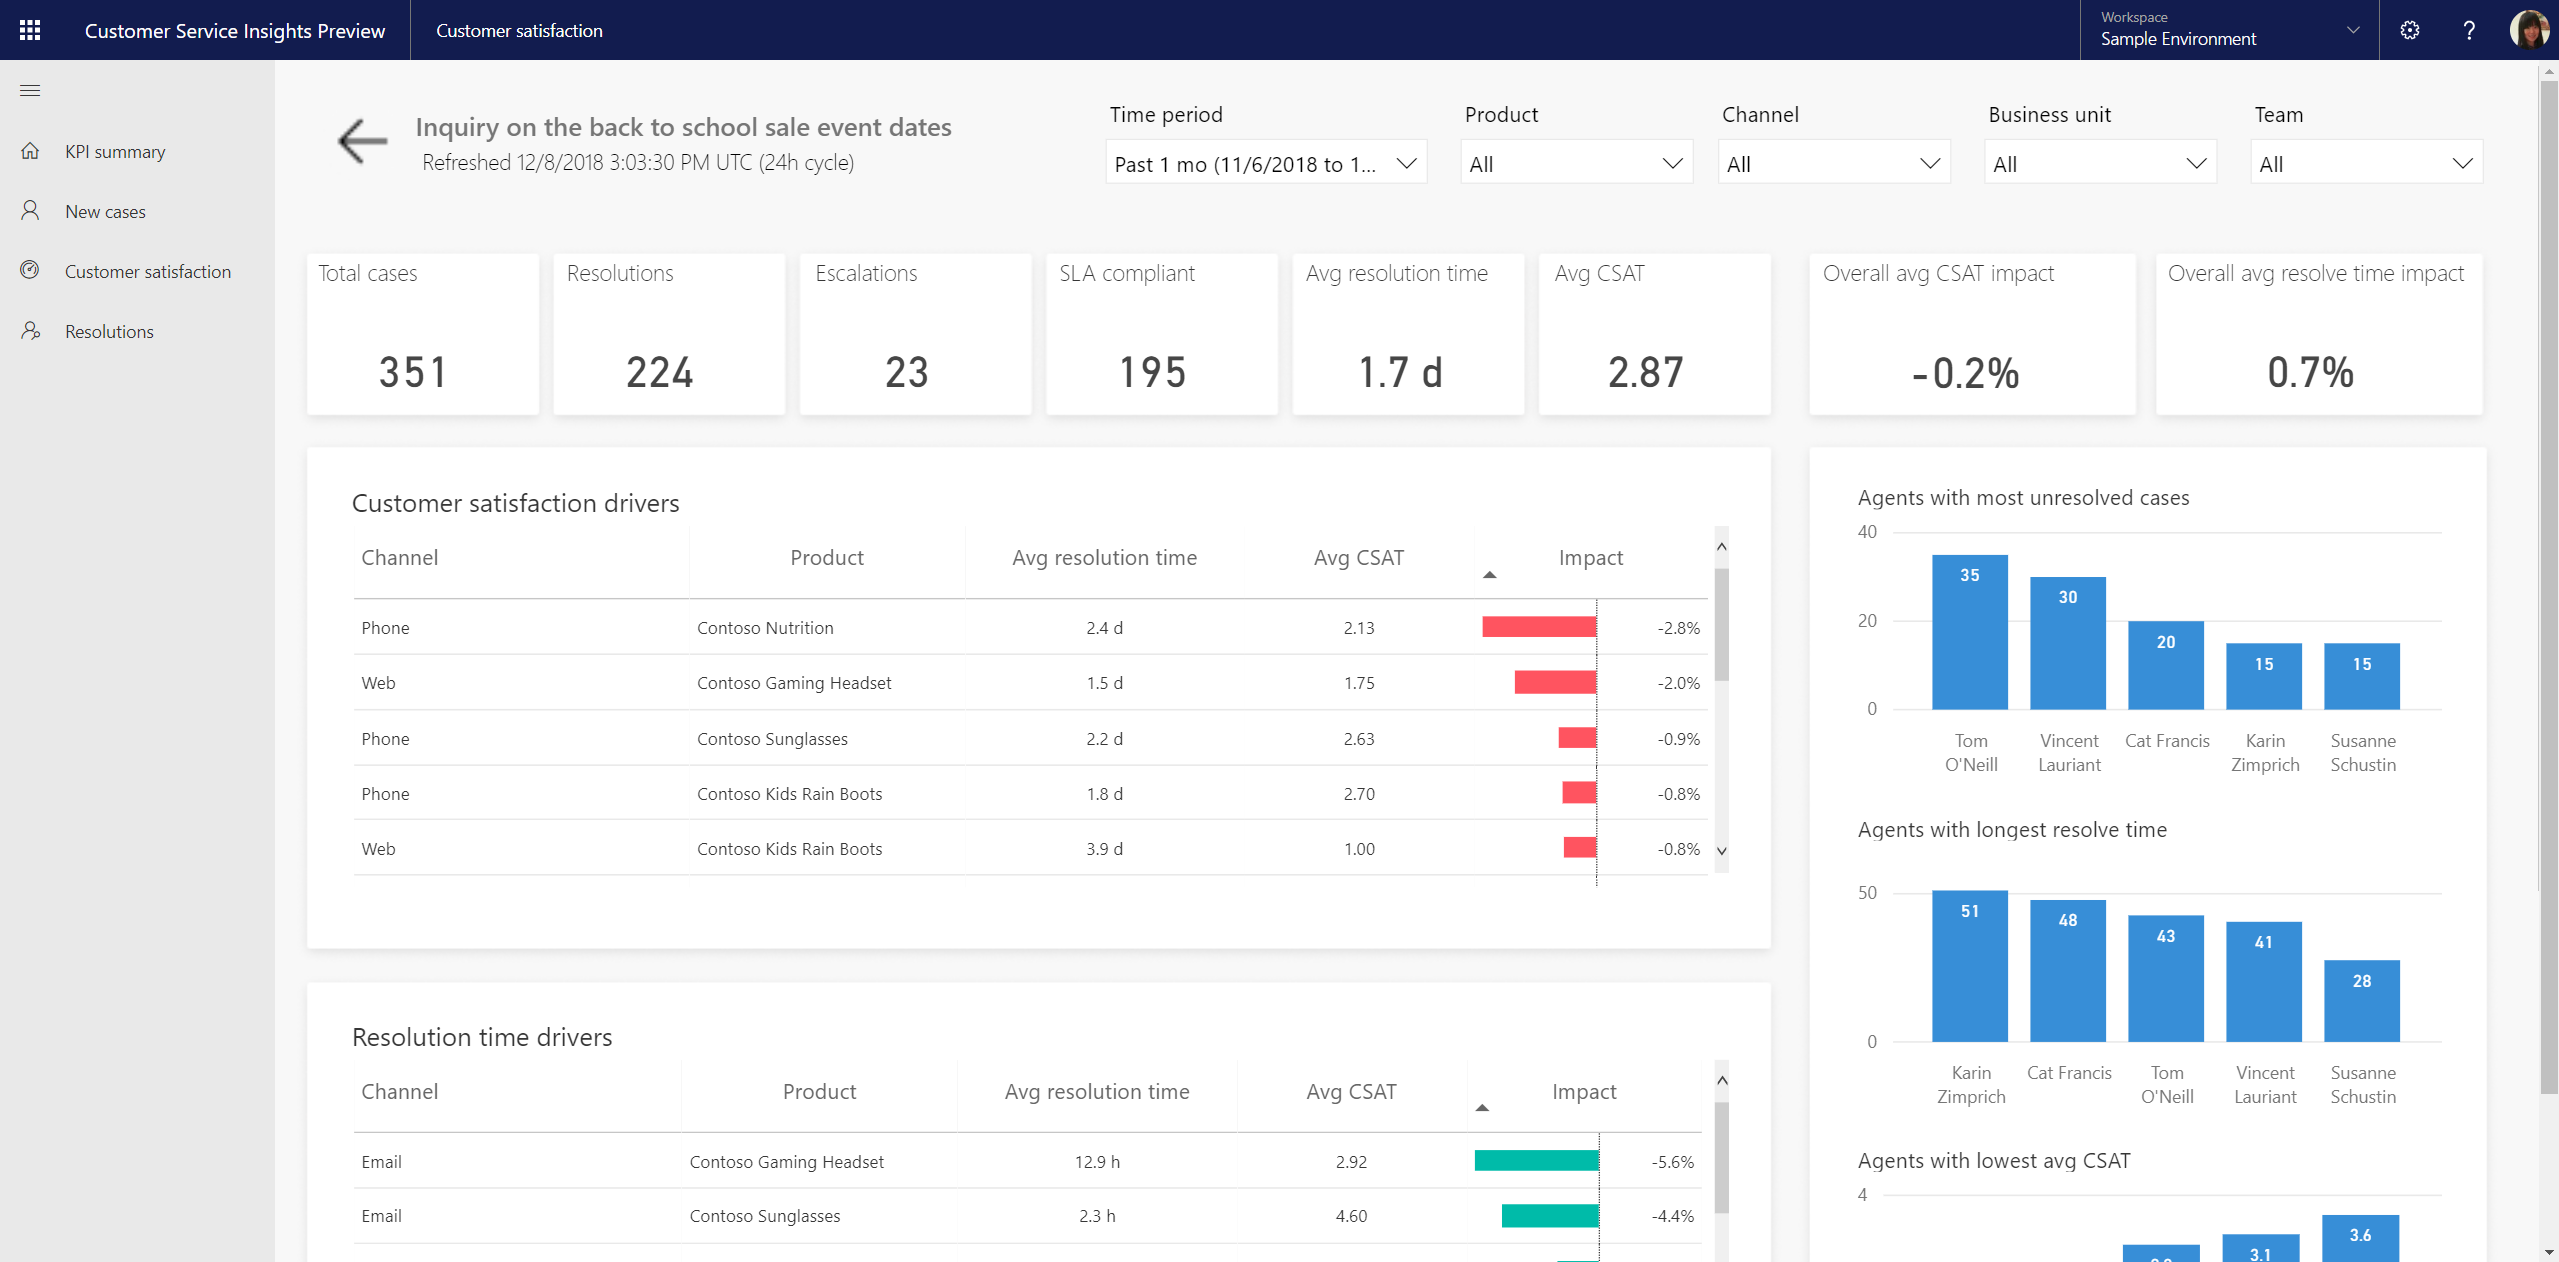 Customer Service Insights Preview
Customer satisfaction
Workspace
Sample Environment
?
KPI summary
New cases
Customer satisfaction
Resolutions
Inquiry on the back to school sale event dates
Refreshed 12/8/2018 3:03:30 PM UTC (24h cycle)
Time period
Past 1 mo (11/6/2018 to 1...
Product
All
Channel
All
Business unit
All
Team
All
Total cases
351
Resolutions
224
Escalations
23
SLA compliant
195
Avg resolution time
1.7 d
Avg CSAT
2.87
Overall avg CSAT impact
-0.2%
Overall avg resolve time impact
0.7%
Customer satisfaction drivers
Channel Product Avg resolution time Avg CSAT Impact
Phone Contoso Nutrition 2.4 d 2.13 -2.8%
Web Contoso Gaming Headset 1.5 d 1.75 -2.0%
Phone Contoso Sunglasses 2.2 d 2.63 -0.9%
Phone Contoso Kids Rain Boots 1.8 d 2.70 -0.8%
Web Contoso Kids Rain Boots 3.9 d 1.00 -0.8%
Resolution time drivers
Channel Product Avg resolution time Avg CSAT Impact
Email Contoso Gaming Headset 12.9 h 2.92 -5.6%
Email Contoso Sunglasses 2.3 h 4.60 -4.4%
Agents with most unresolved cases
40
20
0
35 30 20 15 15
Tom O'Neill
Vincent Lauriant
Cat Francis
Karin Zimprich
Susanne Schustin
Agents with longest resolve time
50
0
51 48 43 41 28
Karin Zimprich
Cat Francis
Tom O'Neill
Vincent Lauriant
Susanne Schustin
Agents with lowest avg CSAT
4
3.1 3.6